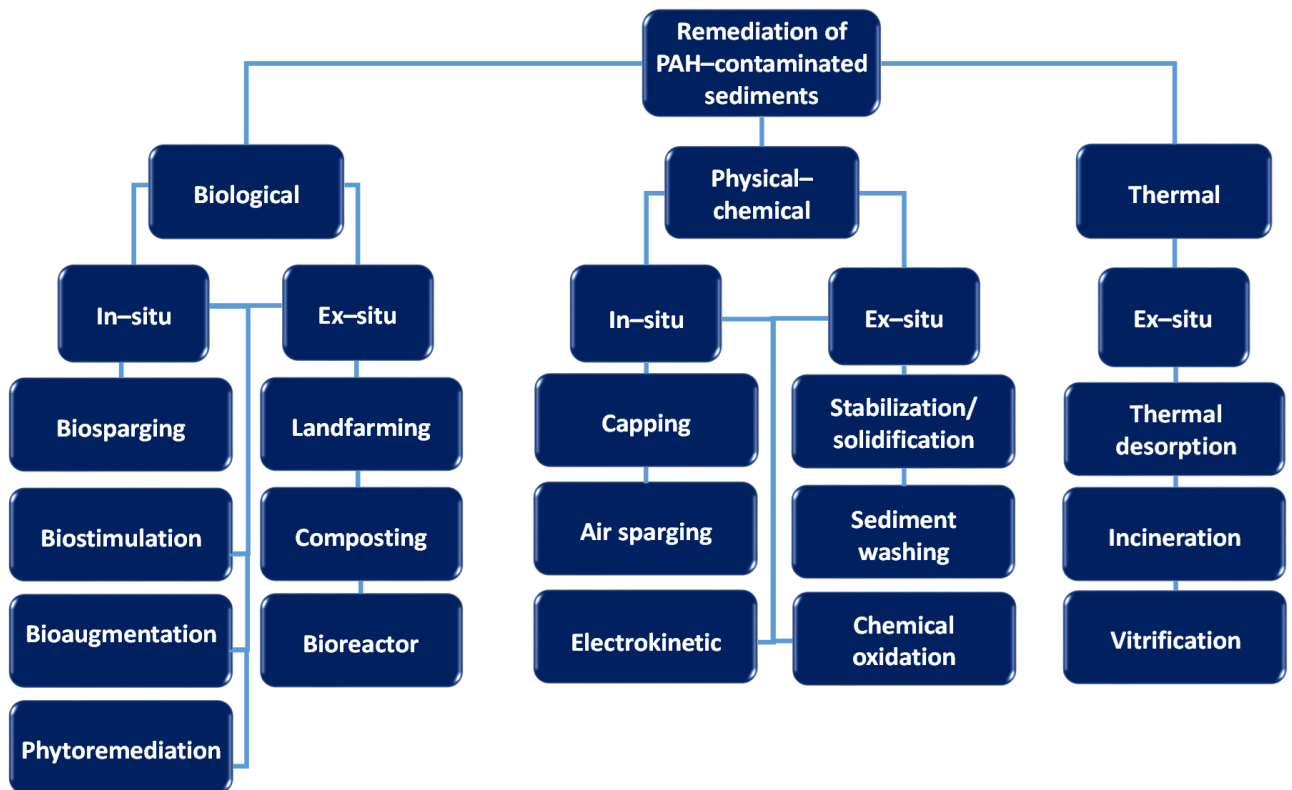 Remediation of
PAH–contaminated
sediments
Biological
Physical–
chemical
Thermal
In–situ
Ex–situ
In–situ
Ex–situ
Ex–situ
Biosparging
Landfarming
Capping
Stabilization/
solidification
Thermal
desorption
Biostimulation
Composting
Air sparging
Sediment
washing
Incineration
Bioaugmentation
Bioreactor
Electrokinetic
Chemical
oxidation
Vitrification
Phytoremediation